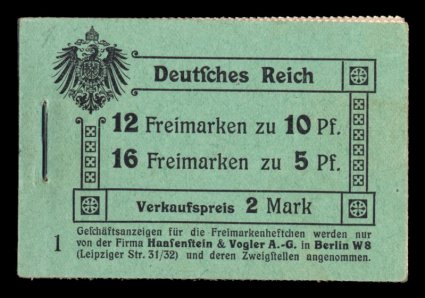 Deutſches Reich
12 Freimarken zu 10 Pf.
16 Freimarken zu 5 Pf.
Verkaufspreis 2 Mark
1 Geſchäftsanzeigen für die Freimarkenheftchen werden nur
von der Firma Haaſenſtein & Vogler A.-G. in Berlin W 8
(Leipziger Str. 31/32) und deren Zweigſtellen angenommen.